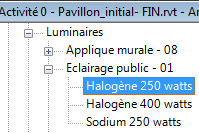 Activité 0 - Pavillon_initial- FIN.rvt - A
Luminaires
Applique murale - 08
Eclairage public - 01
Halogène 250 watts
Halogène 400 watts
Sodium 250 watts